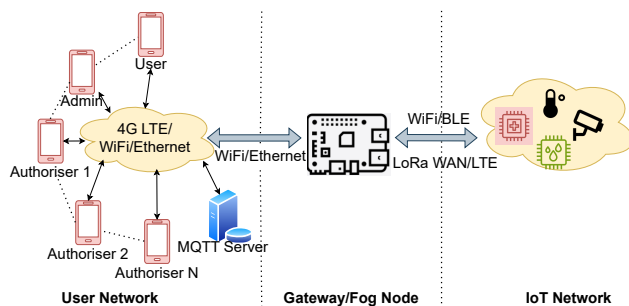 User
Admin
4G LTE/
WiFi/Ethernet
Authoriser 1
WiFi/Ethernet
WiFi/BLE
LoRa WAN/LTE
Authoriser 2
MQTT Server
Authoriser N
User Network
Gateway/Fog Node
IoT Network